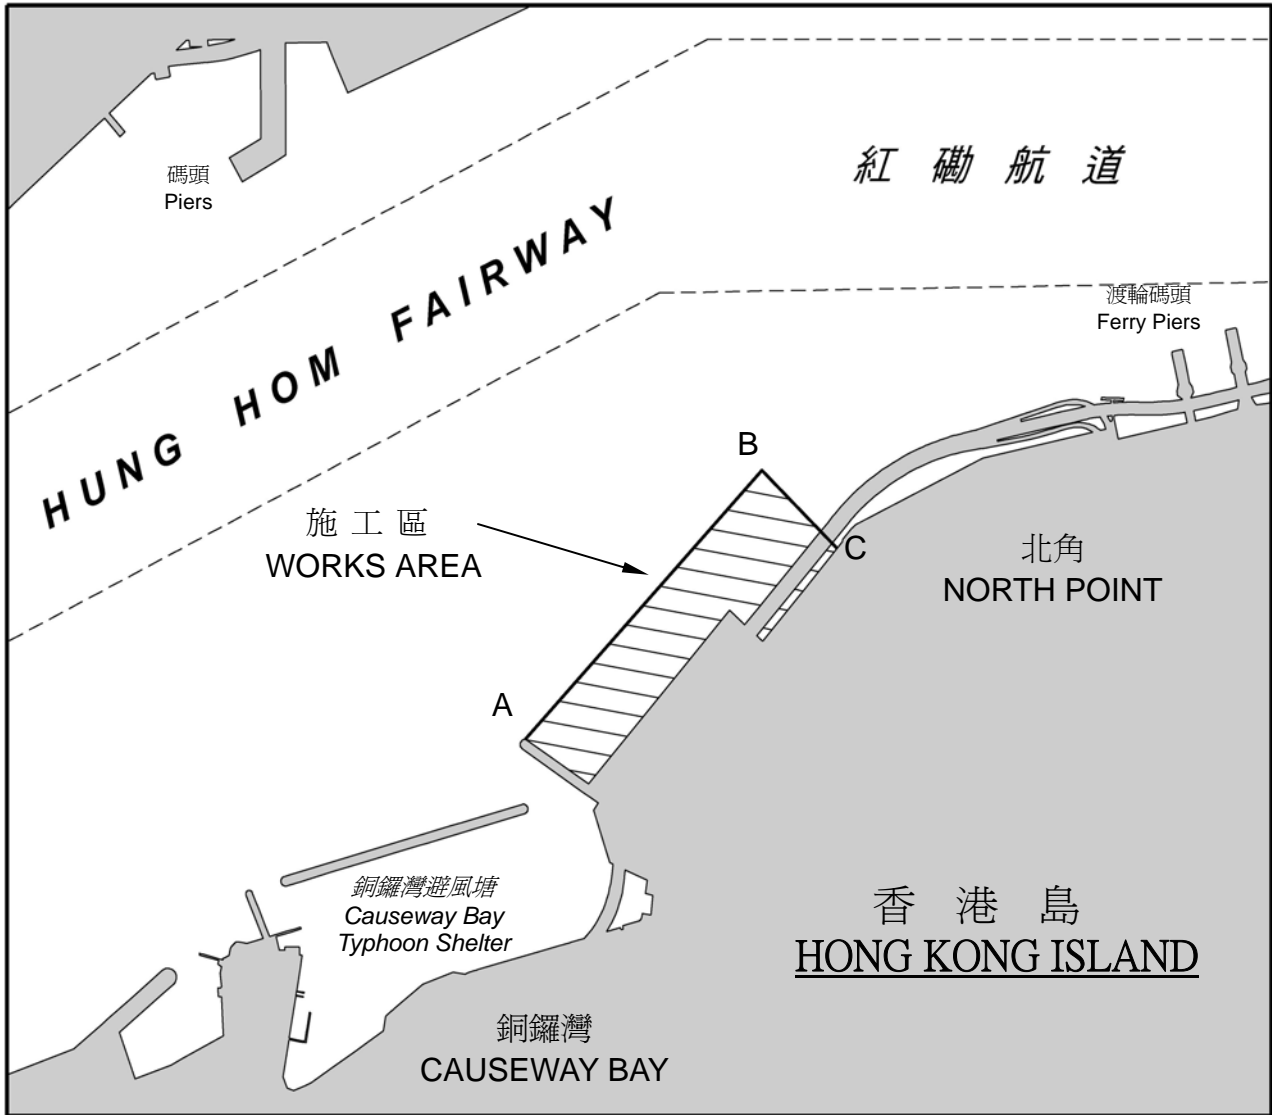 紅磡航道
碼頭
Piers
HUNG HOM FAIRWAY
渡輪碼頭
Ferry Piers
B
施工區
WORKS AREA
C
北角
NORTH POINT
A
銅鑼灣避風塘
Causeway Bay
Typhoon Shelter
香港島
HONG KONG ISLAND
銅鑼灣
CAUSEWAY BAY